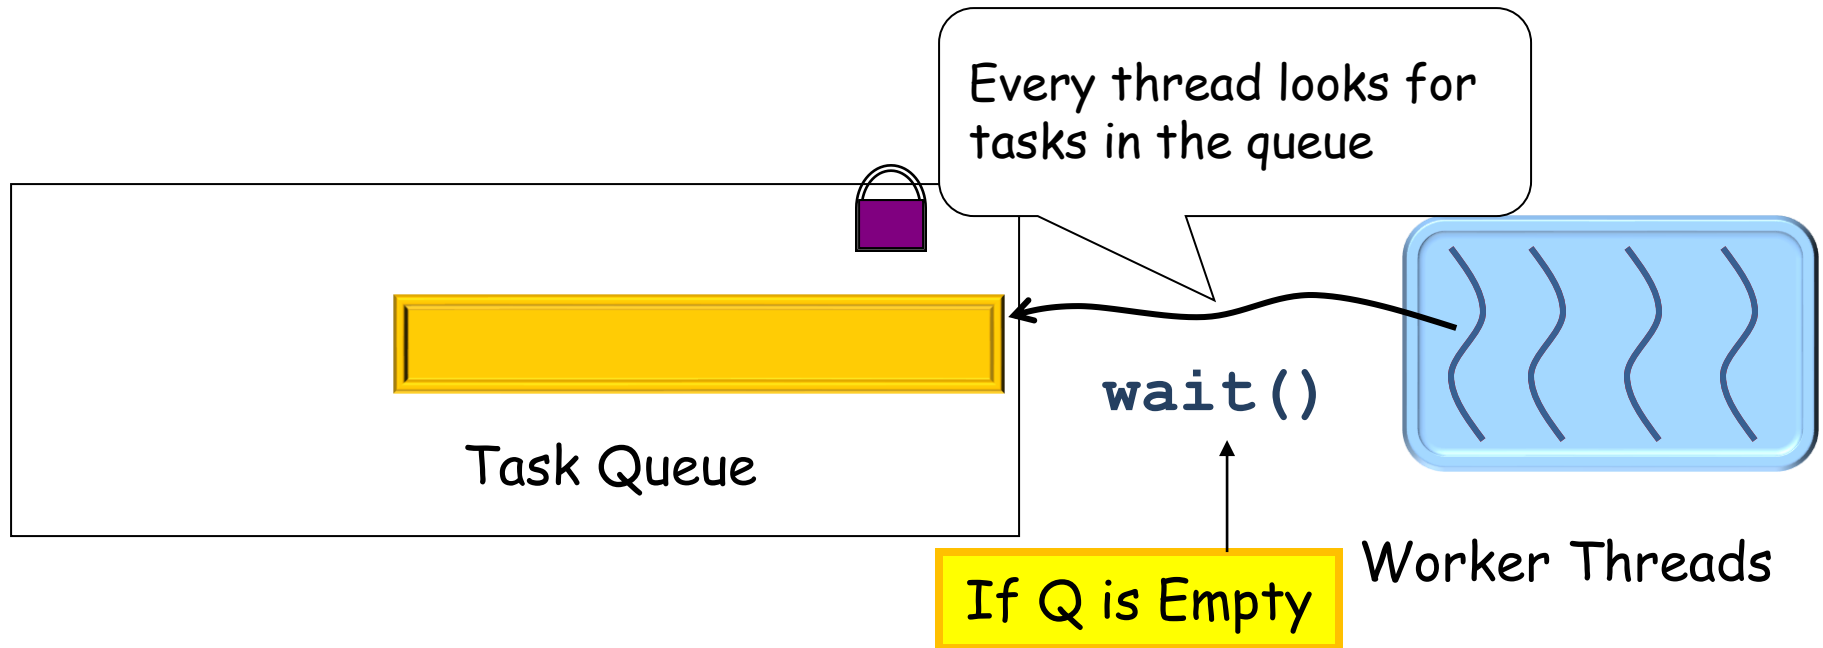 Every thread looks for
tasks in the queue
wait()
Task Queue
Worker Threads
If Q is Empty